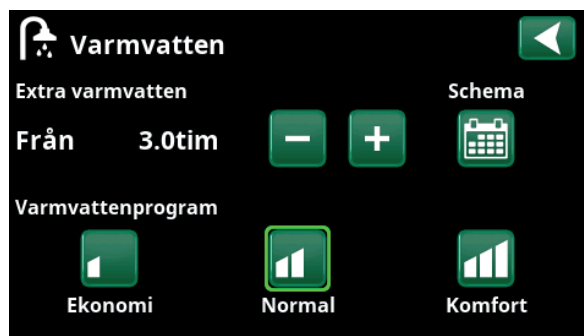 Varmvatten
Extra varmvatten Schema
Från 3.0tim
Varmvattenprogram
Ekonomi Normal Komfort